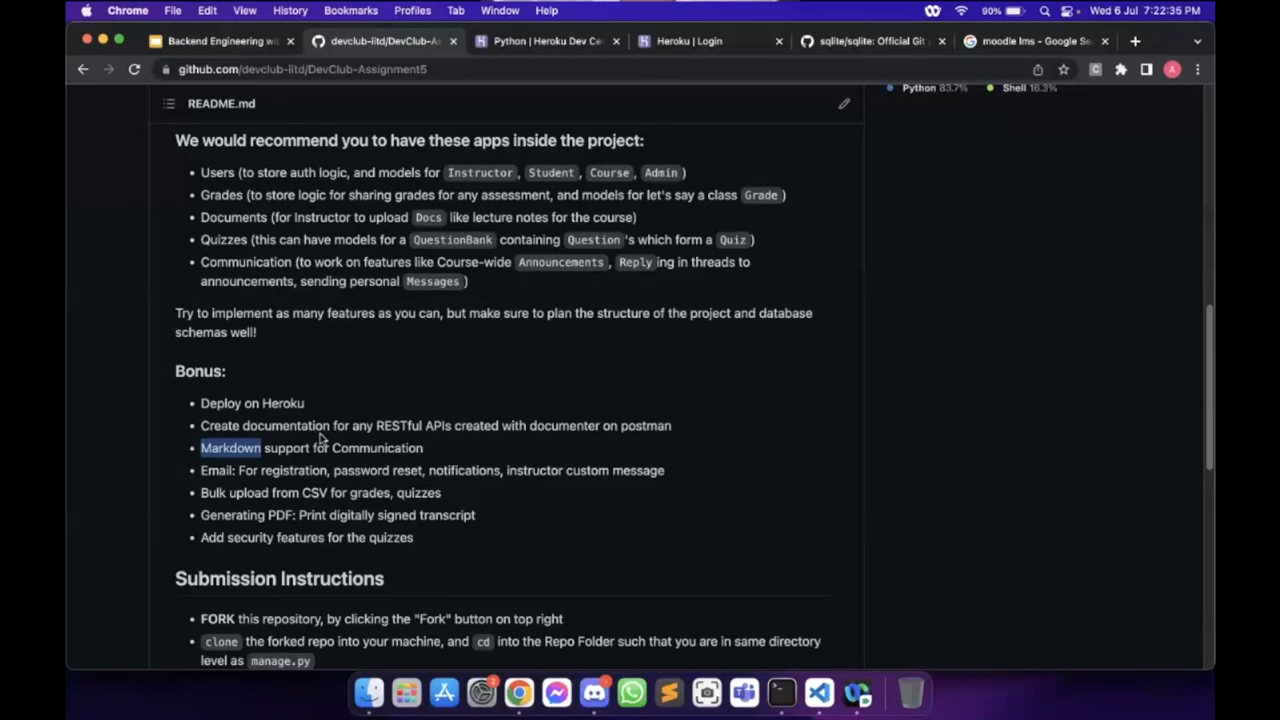 Chrome File Edit View History Bookmarks Profiles Tab Window Help 90% Wed 6 Jul 7:22:35 PM
Backend Engineering wi devclub-iitd/DevClub-As Python | Heroku Dev Ce Heroku | Login sqlite/sqlite: Official Git moodle lms - Google Se
github.com/devclub-iitd/DevClub-Assignment5
Python 83.7% Shell 16.3%
README.md
We would recommend you to have these apps inside the project:
Users (to store auth logic, and models for Instructor, Student, Course, Admin)
Grades (to store logic for sharing grades for any assessment, and models for let's say a class Grade)
Documents (for Instructor to upload Docs like lecture notes for the course)
Quizzes (this can have models for a QuestionBank containing Question's which form a Quiz)
Communication (to work on features like Course-wide Announcements, Replying in threads to
announcements, sending personal Messages)
Try to implement as many features as you can, but make sure to plan the structure of the project and database
schemas well!
Bonus:
Deploy on Heroku
Create documentation for any RESTful APIs created with documenter on postman
Markdown support for Communication
Email: For registration, password reset, notifications, instructor custom message
Bulk upload from CSV for grades, quizzes
Generating PDF: Print digitally signed transcript
Add security features for the quizzes
Submission Instructions
FORK this repository, by clicking the "Fork" button on top right
clone the forked repo into your machine, and cd into the Repo Folder such that you are in same directory
level as manage.py